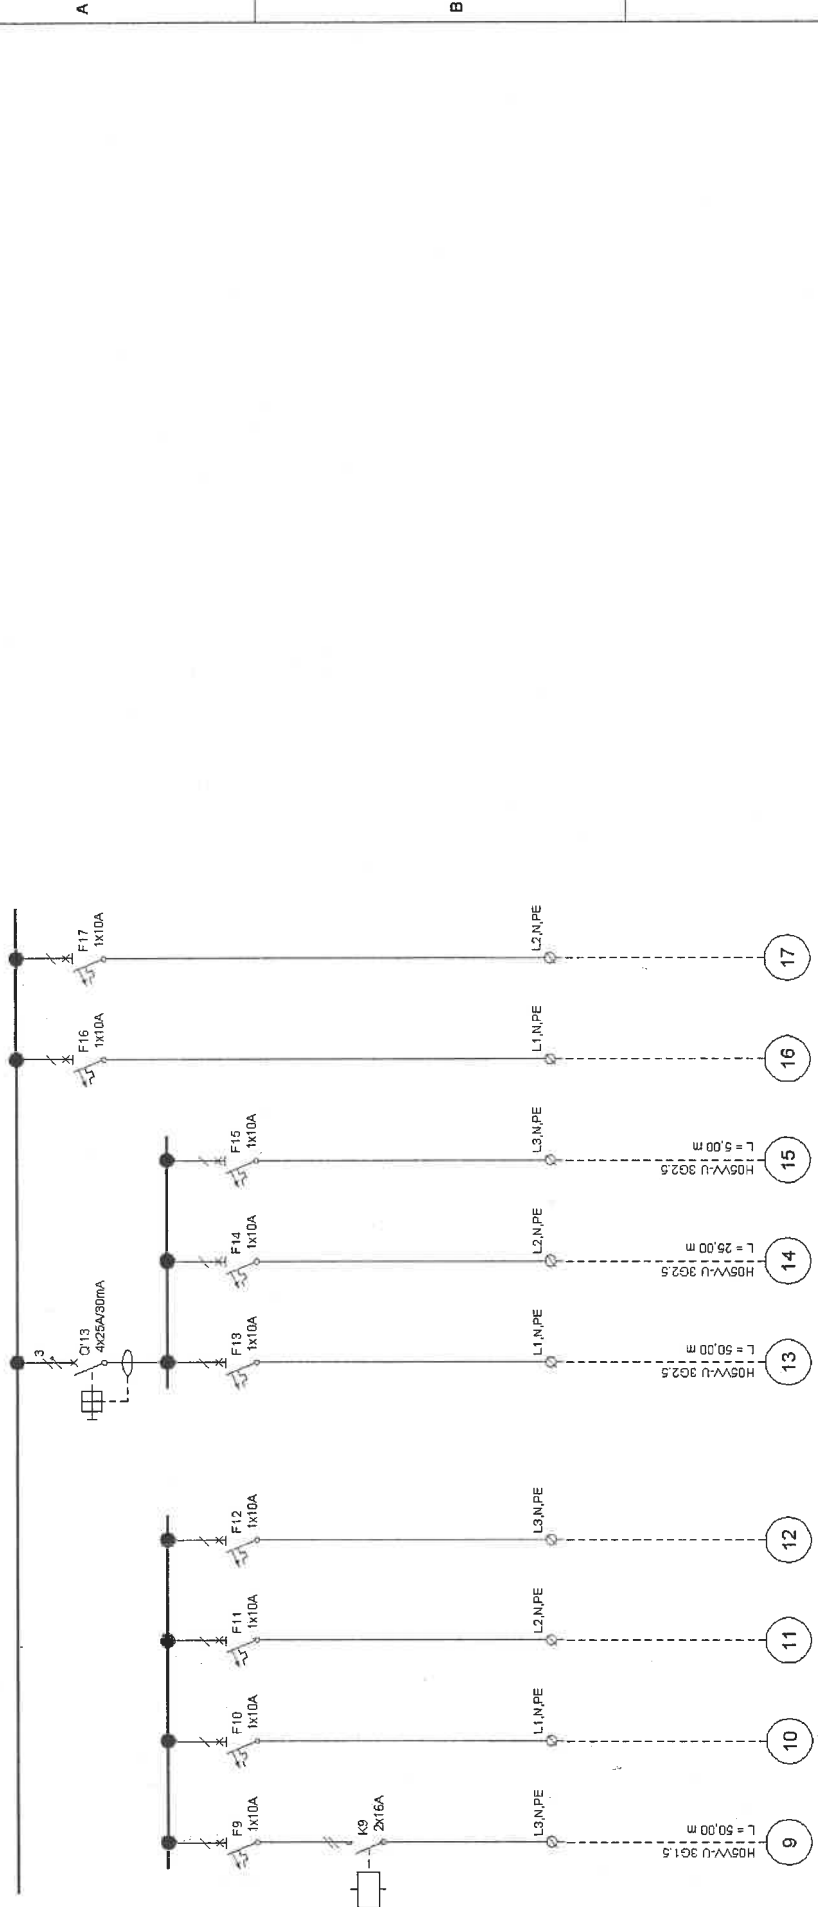 A
B
F17
1x10A
L2,N,PE
17
F16
1x10A
L1,N,PE
16
F15
1x10A
L3,N,PE
H05VV-U 3G2.5
L = 5,00 m
15
F14
1x10A
L2,N,PE
H05VV-U 3G2.5
L = 25,00 m
14
3
Q13
4x25A/30mA
F13
1x10A
L1,N,PE
H05VV-U 3G2.5
L = 50,00 m
13
F12
1x10A
L3,N,PE
12
F11
1x10A
L2,N,PE
11
F10
1x10A
L1,N,PE
10
F9
1x10A
K9
2x16A
L3,N,PE
H05VV-U 3G1.5
L = 50,00 m
9